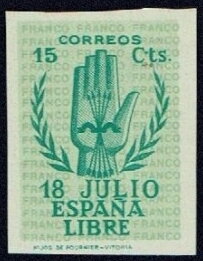 FRANCO FRANCO FRANCO
CORREOS
15 Cts.
18 JULIO
ESPAÑA
LIBRE
HIJOS DE FOURNIER-VITORIA